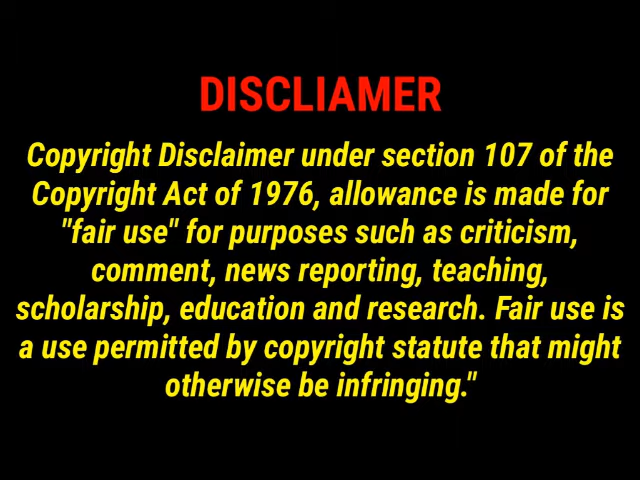 DISCLIAMER
Copyright Disclaimer under section 107 of the
Copyright Act of 1976, allowance is made for
"fair use" for purposes such as criticism,
comment, news reporting, teaching,
scholarship, education and research. Fair use is
a use permitted by copyright statute that might
otherwise be infringing."